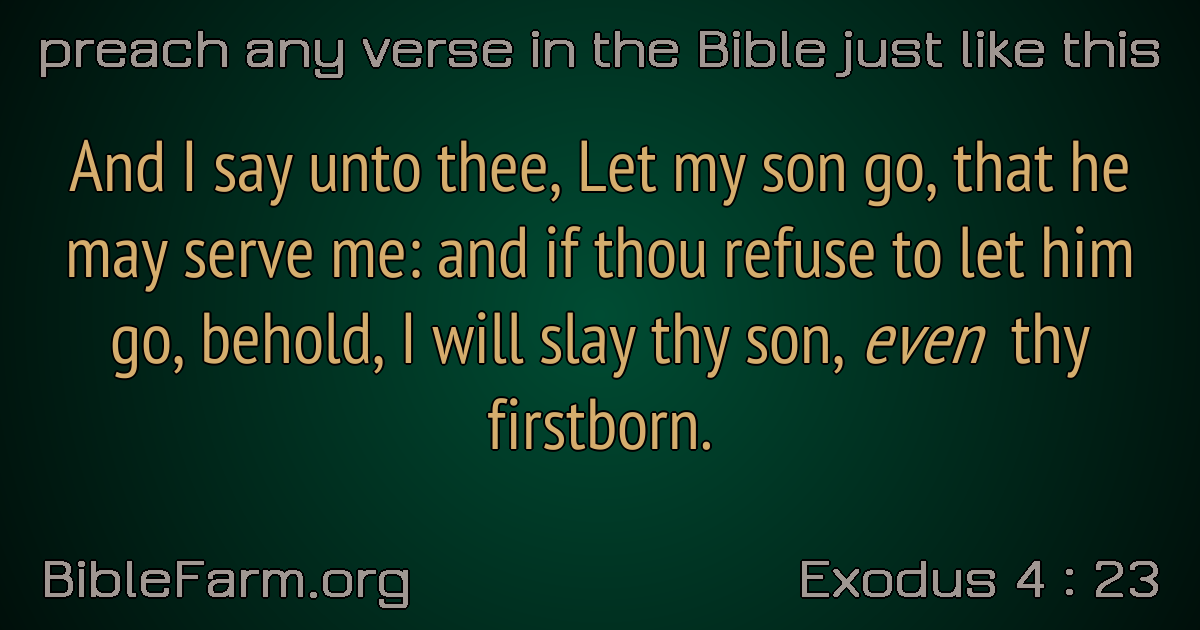 preach any verse in the Bible just like this
And I say unto thee, Let my son go, that he
may serve me: and if thou refuse to let him
go, behold, I will slay thy son, even thy
firstborn.
BibleFarm.org
Exodus 4 : 23